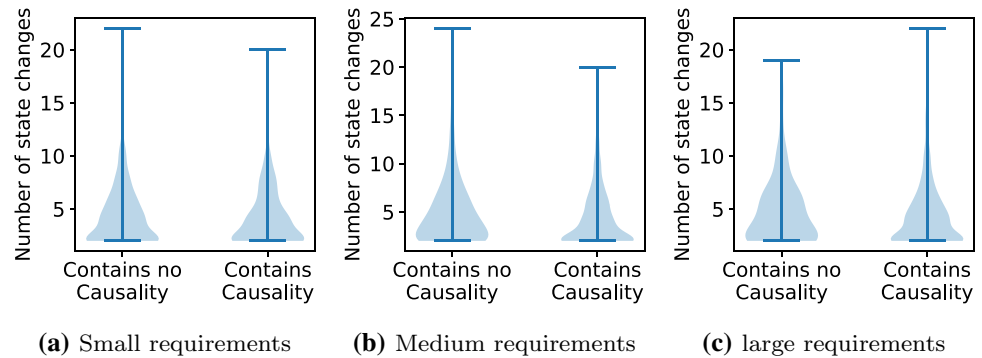 Number of state changes
20
15
10
5
Contains no
Causality
Contains
Causality
(a) Small requirements
Number of state changes
25
20
15
10
5
Contains no
Causality
Contains
Causality
(b) Medium requirements
Number of state changes
20
15
10
5
Contains no
Causality
Contains
Causality
(c) large requirements